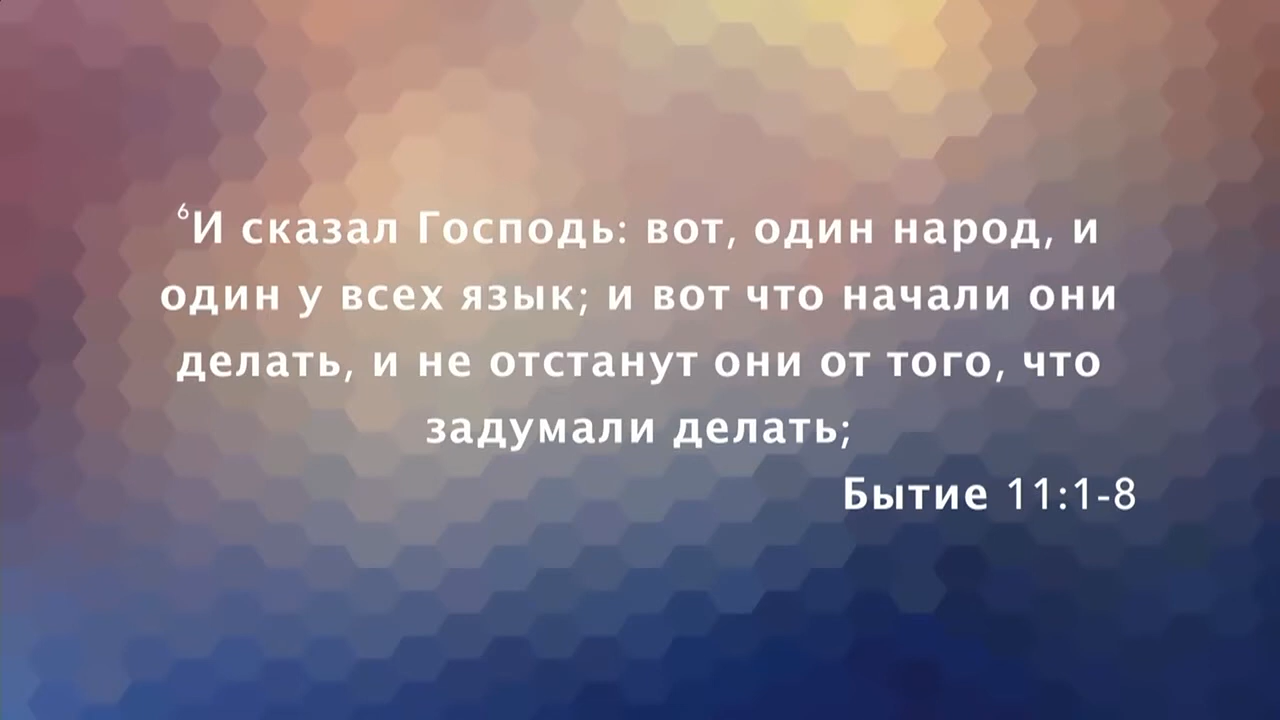 ⁶И сказал Господь: вот, один народ, и
один у всех язык; и вот что начали они
делать, и не отстанут они от того, что
задумали делать;
Бытие 11:1-8